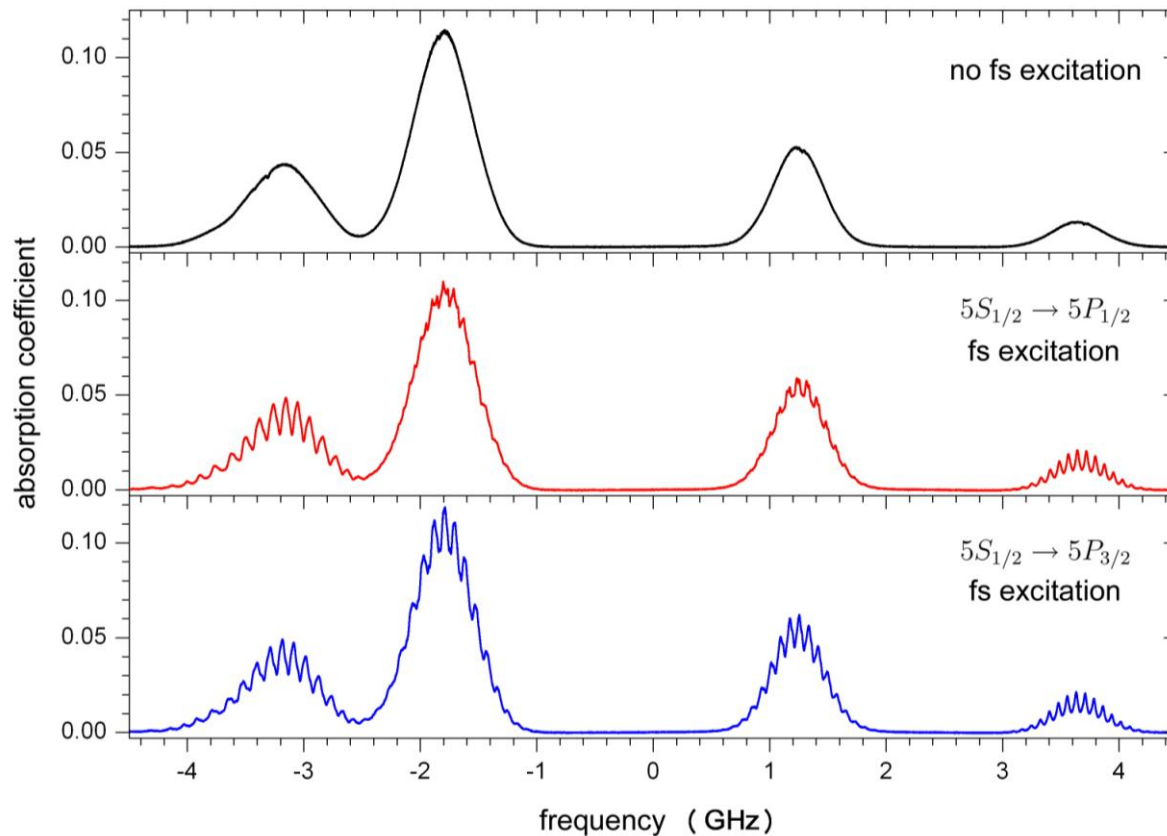 0.10
no fs excitation
0.05
0.00
0.10
5S1/2 → 5P1/2
fs excitation
0.05
0.00
0.10
5S1/2 → 5P3/2
fs excitation
0.05
0.00
absorption coefficient
-4 -3 -2 -1 0 1 2 3 4
frequency ( GHz )